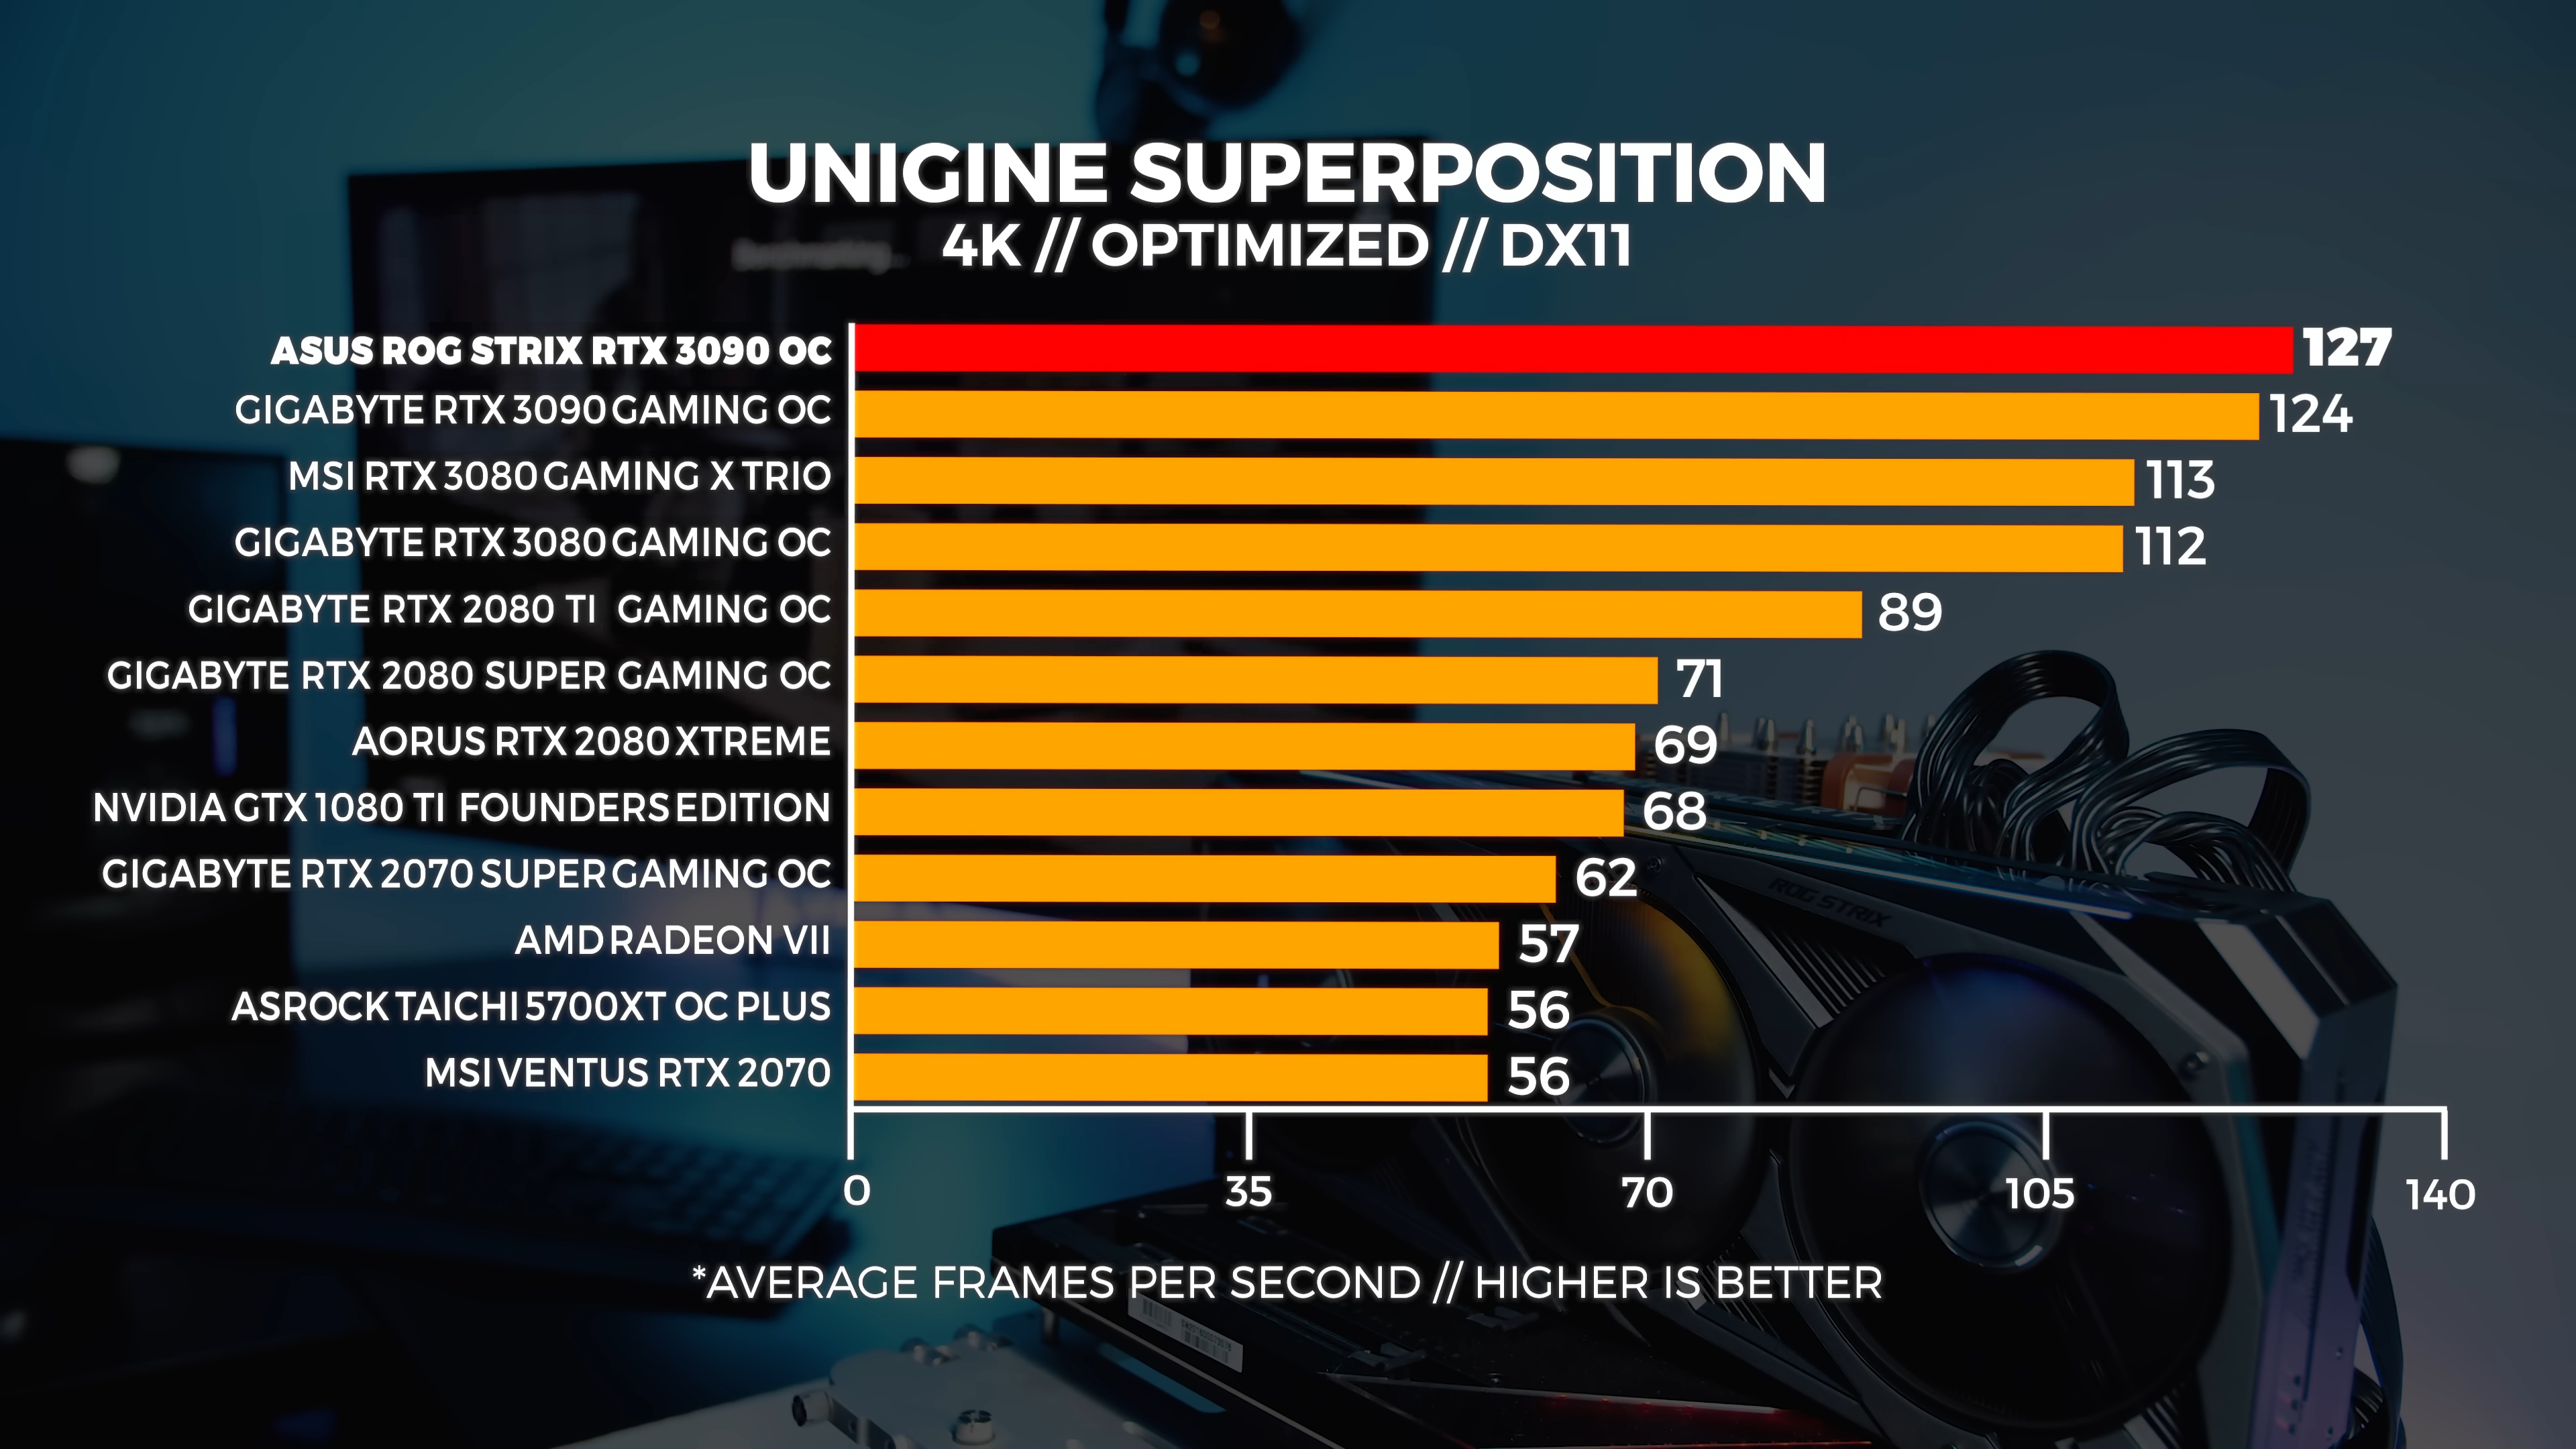 UNIGINE SUPERPOSITION
4K // OPTIMIZED // DX11
ASUS ROG STRIX RTX 3090 OC 127
GIGABYTE RTX 3090 GAMING OC 124
MSI RTX 3080 GAMING X TRIO 113
GIGABYTE RTX 3080 GAMING OC 112
GIGABYTE RTX 2080 TI GAMING OC 89
GIGABYTE RTX 2080 SUPER GAMING OC 71
AORUS RTX 2080 XTREME 69
NVIDIA GTX 1080 TI FOUNDERS EDITION 68
GIGABYTE RTX 2070 SUPER GAMING OC 62
AMD RADEON VII 57
ASROCK TAICHI 5700XT OC PLUS 56
MSI VENTUS RTX 2070 56
0 35 70 105 140
*AVERAGE FRAMES PER SECOND // HIGHER IS BETTER
ROG STRIX